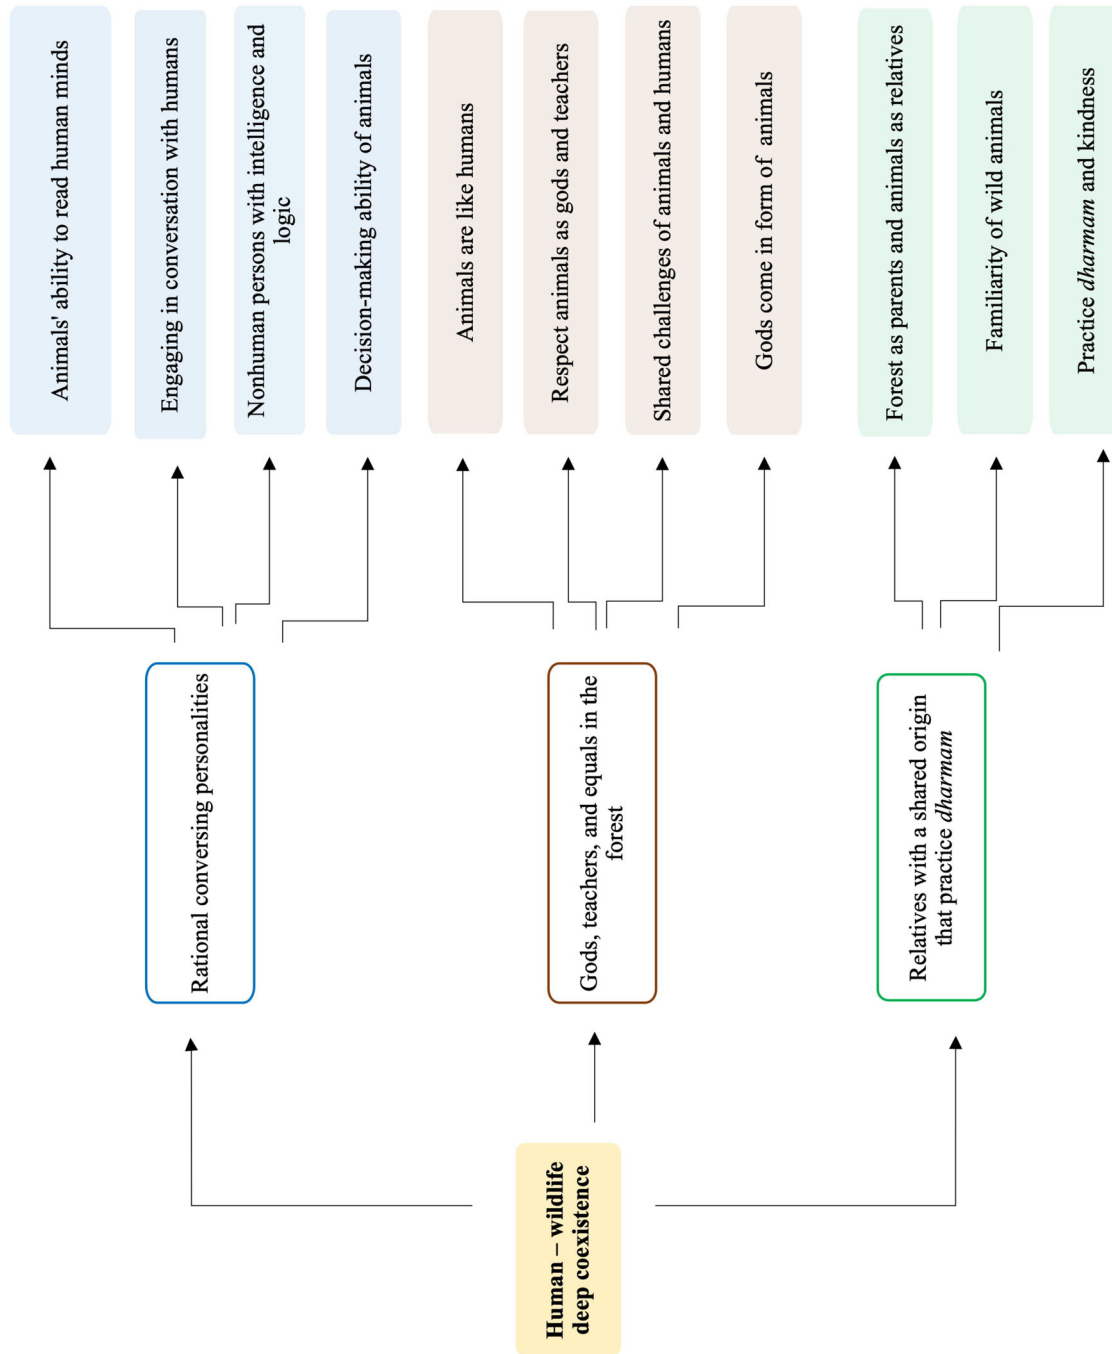 Human – wildlife
deep coexistence
Rational conversing personalities
Gods, teachers, and equals in the
forest
Relatives with a shared origin
that practice dharmam
Animals' ability to read human minds
Engaging in conversation with humans
Nonhuman persons with intelligence and
logic
Decision-making ability of animals
Animals are like humans
Respect animals as gods and teachers
Shared challenges of animals and humans
Gods come in form of animals
Forest as parents and animals as relatives
Familiarity of wild animals
Practice dharmam and kindness